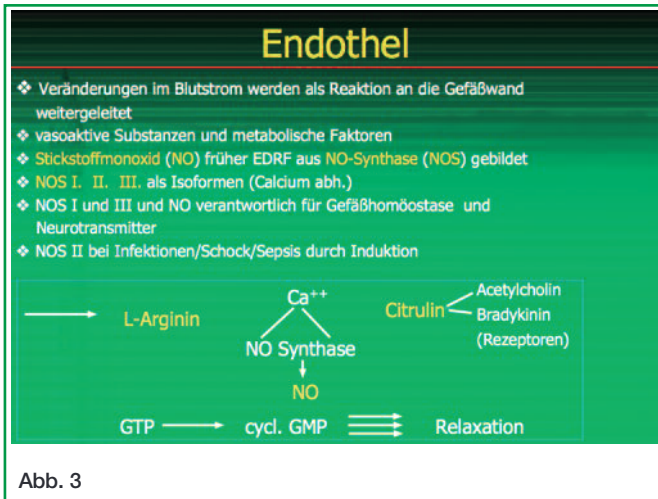 Endothel
❖ Veränderungen im Blutstrom werden als Reaktion an die Gefäßwand
weitergeleitet
❖ vasoaktive Substanzen und metabolische Faktoren
❖ Stickstoffmonoxid (NO) früher EDRF aus NO-Synthase (NOS) gebildet
❖ NOS I. II. III. als Isoformen (Calcium abh.)
❖ NOS I und III und NO verantwortlich für Gefäßhomöostase und
Neurotransmitter
❖ NOS II bei Infektionen/Schock/Sepsis durch Induktion
Acetylcholin
Ca++
L-Arginin
Citrulin
Bradykinin
NO Synthase
(Rezeptoren)
NO
GTP cycl. GMP Relaxation
Abb. 3